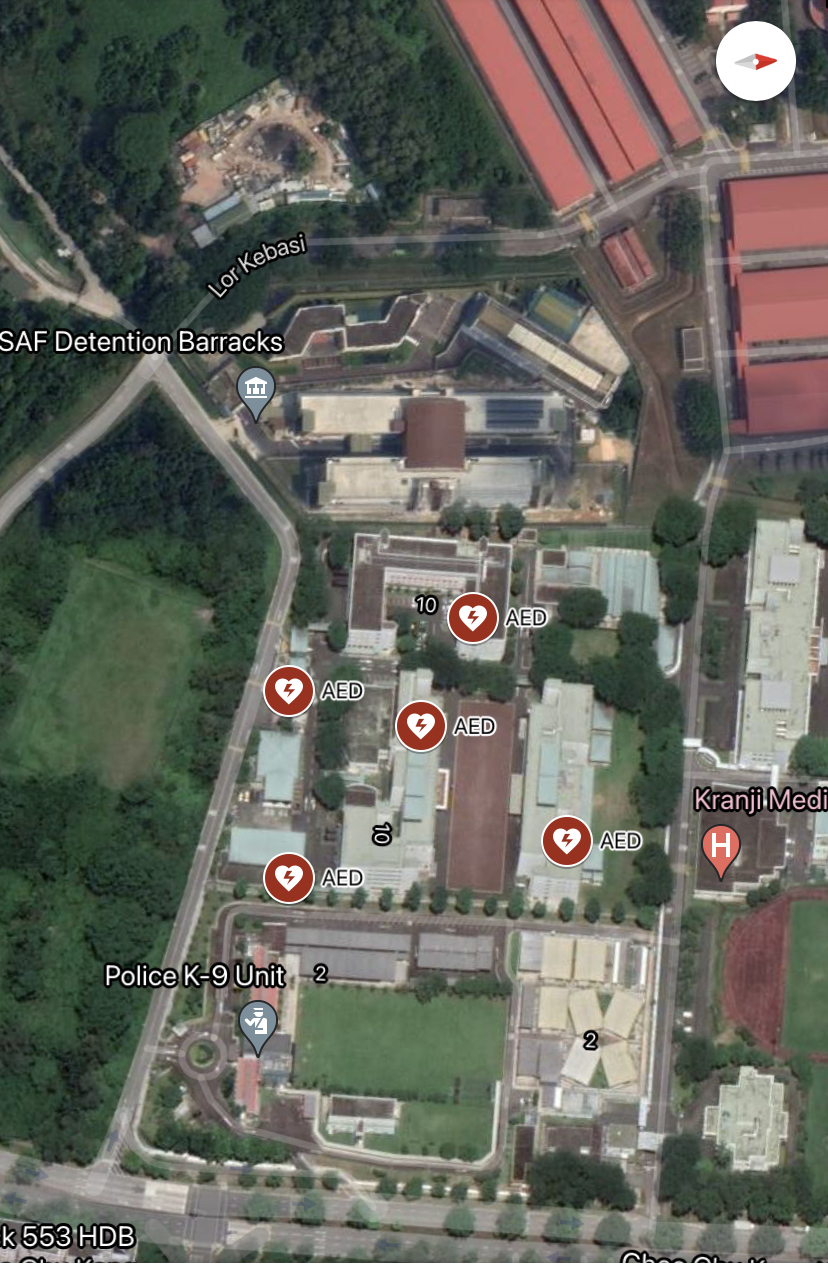 Lor Kebasi
SAF Detention Barracks
10
AED
AED
AED
Kranji Medi
10
AED
AED
Police K-9 Unit
2
H
2
k 553 HDB